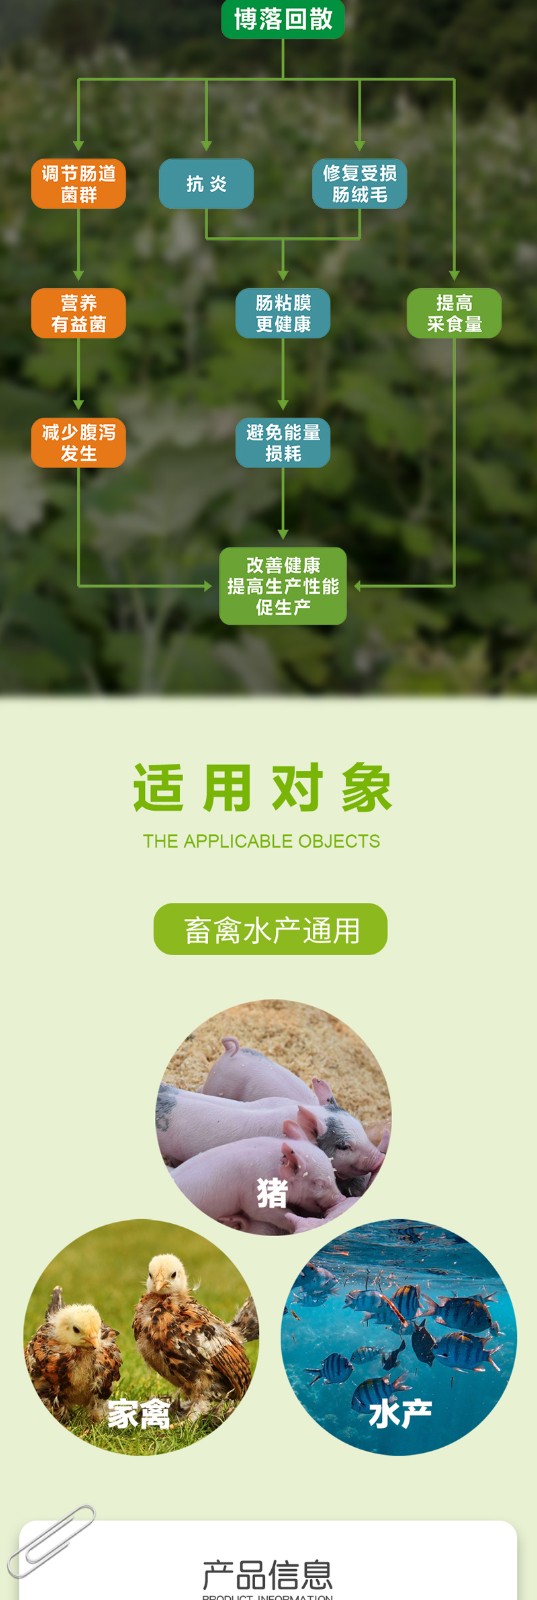 博落回散
调节肠道
菌群
抗炎
修复受损
肠绒毛
营养
有益菌
肠粘膜
更健康
提高
采食量
减少腹泻
发生
避免能量
损耗
改善健康
提高生产性能
促生产
适用对象
THE APPLICABLE OBJECTS
畜禽水产通用
猪
家禽
水产
产品信息
PRODUCT INFORMATION